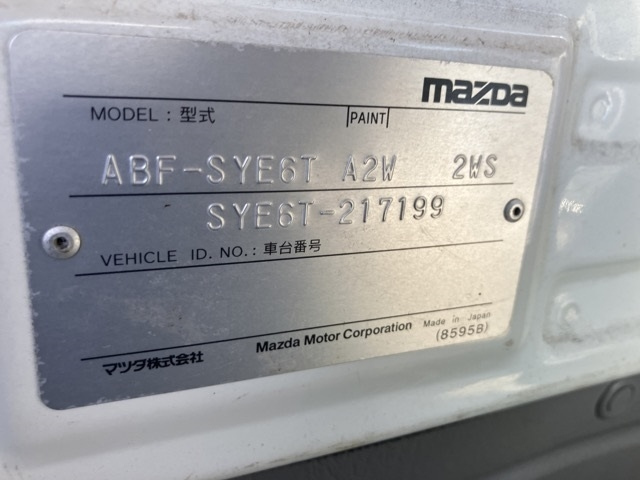 mazda
MODEL : 型式 PAINT
ABF-SYE6T A2W 2WS
SYE6T-217199
VEHICLE ID. NO. : 車台番号
マツダ株式会社 Mazda Motor Corporation Made in Japan
(8595B)